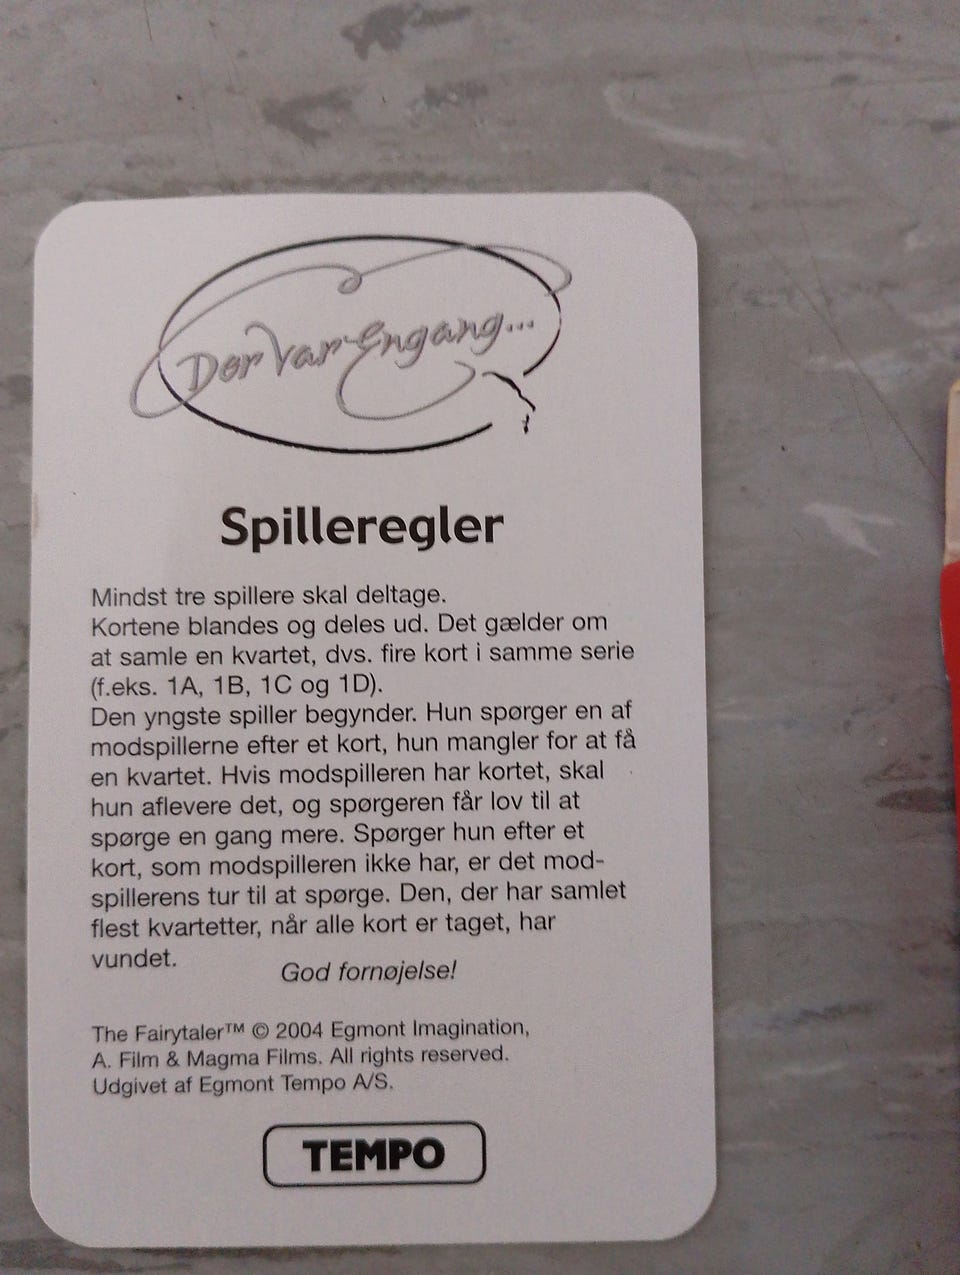 Der Var Engang...
Spilleregler
Mindst tre spillere skal deltage.
Kortene blandes og deles ud. Det gælder om
at samle en kvartet, dvs. fire kort i samme serie
(f.eks. 1A, 1B, 1C og 1D).
Den yngste spiller begynder. Hun spørger en af
modspillerne efter et kort, hun mangler for at få
en kvartet. Hvis modspilleren har kortet, skal
hun aflevere det, og spørgeren får lov til at
spørge en gang mere. Spørger hun efter et
kort, som modspilleren ikke har, er det mod-
spillerens tur til at spørge. Den, der har samlet
flest kvartetter, når alle kort er taget, har
vundet.
God fornøjelse!
The Fairytaler™ © 2004 Egmont Imagination,
A. Film & Magma Films. All rights reserved.
Udgivet af Egmont Tempo A/S.
TEMPO